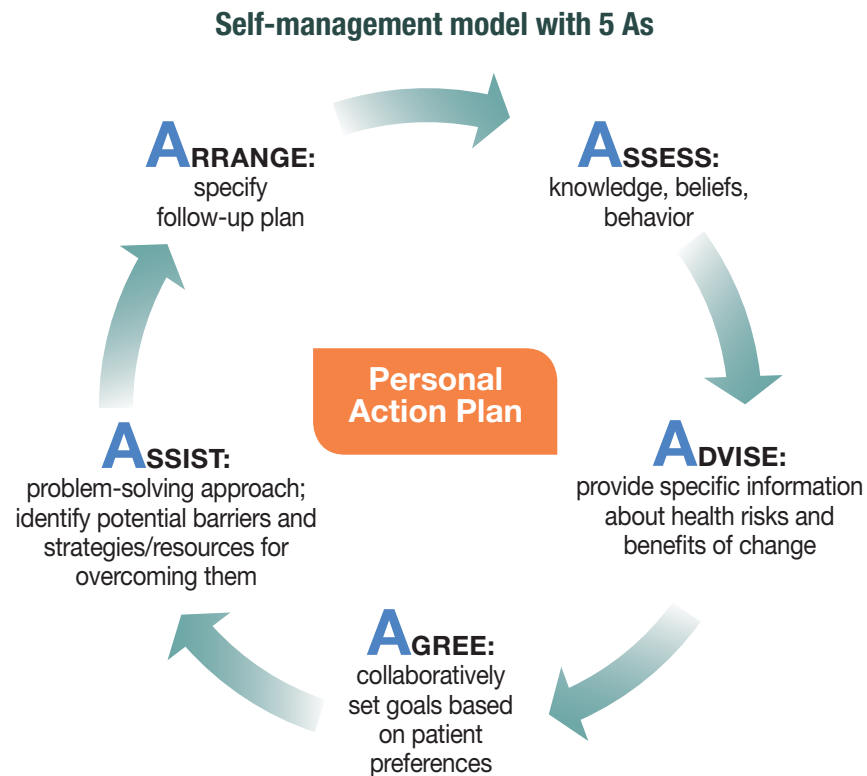 Self-management model with 5 As
ARRANGE:
specify
follow-up plan
ASSESS:
knowledge, beliefs,
behavior
Personal
Action Plan
ASSIST:
problem-solving approach;
identify potential barriers and
strategies/resources for
overcoming them
ADVISE:
provide specific information
about health risks and
benefits of change
AGREE:
collaboratively
set goals based
on patient
preferences